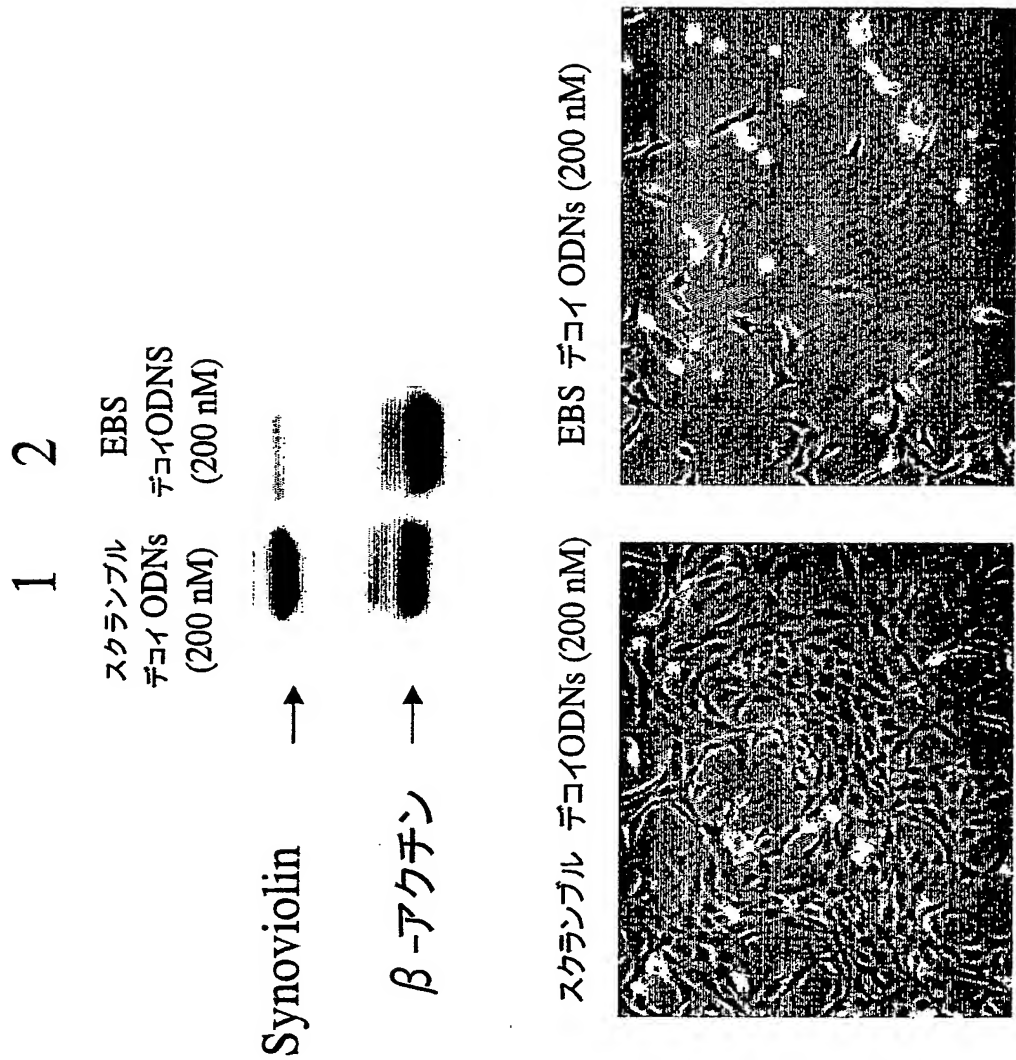 1
2
スクランブル
デコイ ODNs
(200 nM)
EBS
デコイODNS
(200 nM)
Synoviolin
β-アクチン
スクランブル デコイODNs (200 nM)
EBS デコイ ODNs (200 nM)